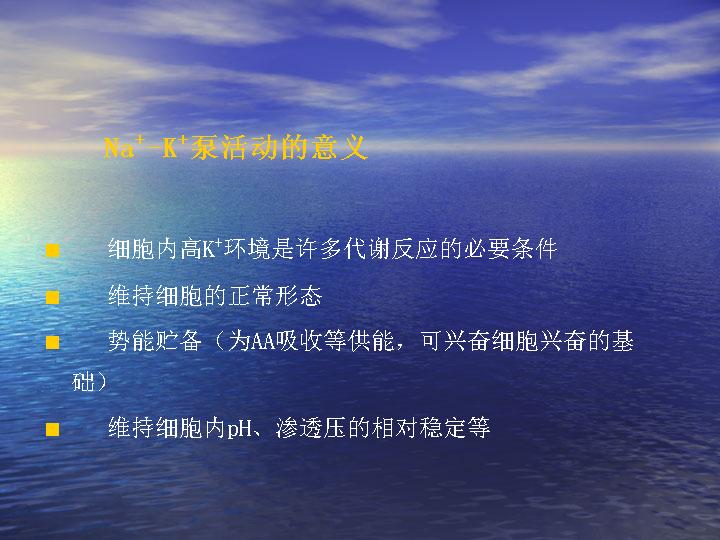 Na⁺-K⁺泵活动的意义
■ 细胞内高K⁺环境是许多代谢反应的必要条件
■ 维持细胞的正常形态
■ 势能贮备（为AA吸收等供能，可兴奋细胞兴奋的基
础）
■ 维持细胞内pH、渗透压的相对稳定等